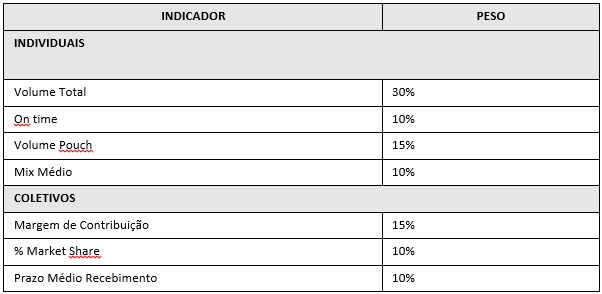 INDICADOR PESO
INDIVIDUAIS
Volume Total 30%
On time 10%
Volume Pouch 15%
Mix Médio 10%
COLETIVOS
Margem de Contribuição 15%
% Market Share 10%
Prazo Médio Recebimento 10%